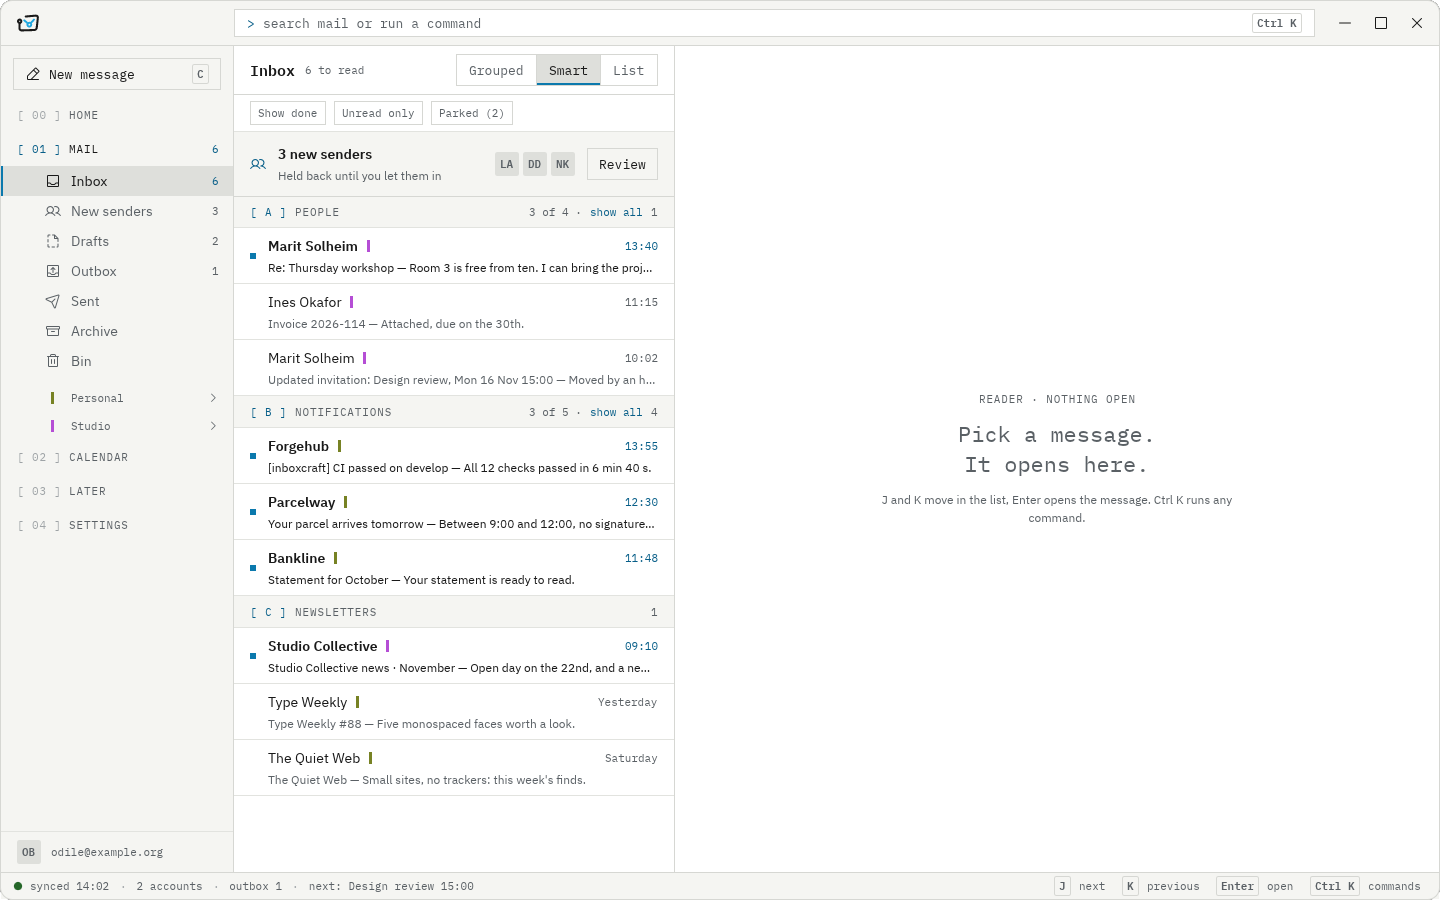 > search mail or run a command Ctrl K
New message C
[ 00 ] HOME
[ 01 ] MAIL 6
Inbox 6
New senders 3
Drafts 2
Outbox 1
Sent
Archive
Bin
Personal
Studio
[ 02 ] CALENDAR
[ 03 ] LATER
[ 04 ] SETTINGS
OB odile@example.org
Inbox 6 to read Grouped Smart List
Show done Unread only Parked (2)
3 new senders
Held back until you let them in
LA DD NK Review
[ A ] PEOPLE 3 of 4 · show all 1
Marit Solheim 13:40
Re: Thursday workshop — Room 3 is free from ten. I can bring the proj…
Ines Okafor 11:15
Invoice 2026-114 — Attached, due on the 30th.
Marit Solheim 10:02
Updated invitation: Design review, Mon 16 Nov 15:00 — Moved by an h…
[ B ] NOTIFICATIONS 3 of 5 · show all 4
Forgehub 13:55
[inboxcraft] CI passed on develop — All 12 checks passed in 6 min 40 s.
Parcelway 12:30
Your parcel arrives tomorrow — Between 9:00 and 12:00, no signature…
Bankline 11:48
Statement for October — Your statement is ready to read.
[ C ] NEWSLETTERS 1
Studio Collective 09:10
Studio Collective news · November — Open day on the 22nd, and a ne…
Type Weekly Yesterday
Type Weekly #88 — Five monospaced faces worth a look.
The Quiet Web Saturday
The Quiet Web — Small sites, no trackers: this week's finds.
READER · NOTHING OPEN
Pick a message.
It opens here.
J and K move in the list, Enter opens the message. Ctrl K runs any
command.
synced 14:02 · 2 accounts · outbox 1 · next: Design review 15:00
J next K previous Enter open Ctrl K commands